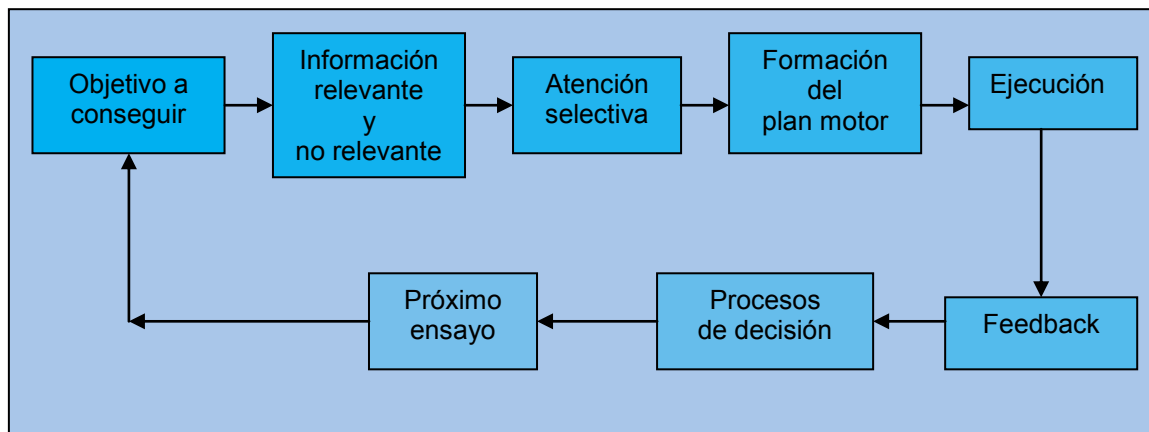 Objetivo a
conseguir
Información
relevante
y
no relevante
Atención
selectiva
Formación
del
plan motor
Ejecución
Próximo
ensayo
Procesos
de decisión
Feedback